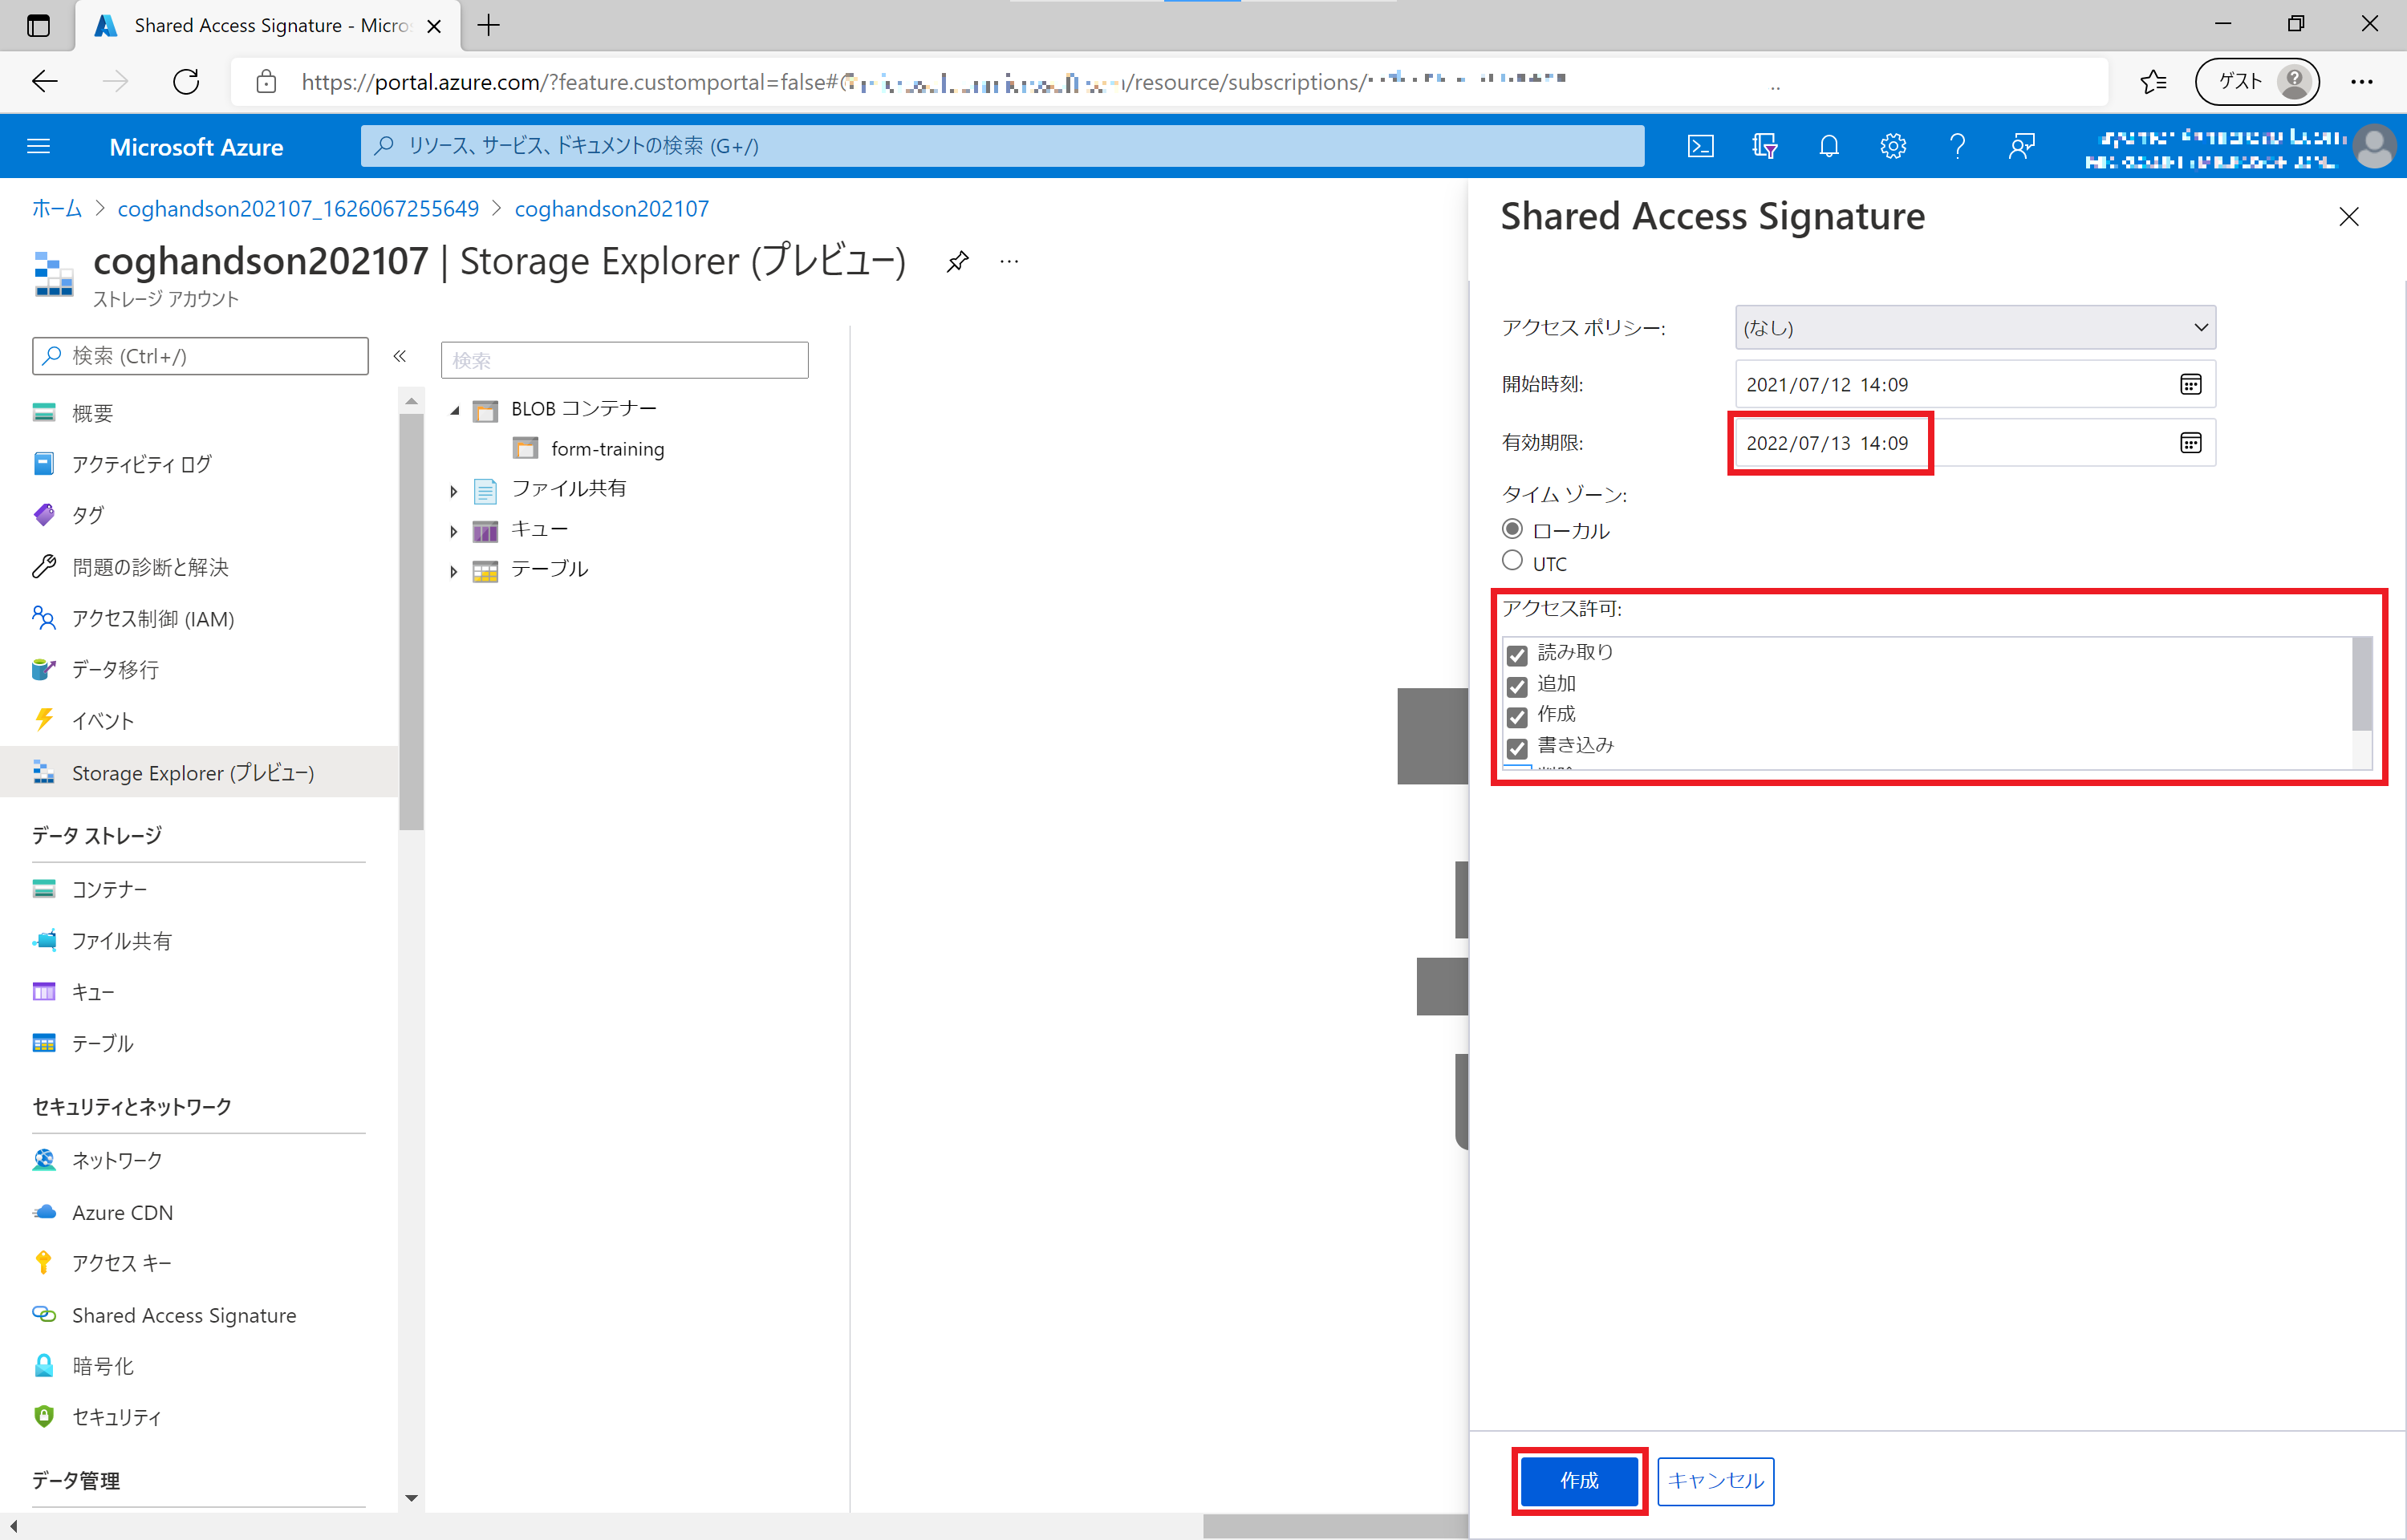 Shared Access Signature - Micro
https://portal.azure.com/?feature.customportal=false#
/resource/subscriptions/
ゲスト
Microsoft Azure
リソース、サービス、ドキュメントの検索 (G+/)
ホーム > coghandson202107_1626067255649 > coghandson202107
coghandson202107 | Storage Explorer (プレビュー)
ストレージ アカウント
検索 (Ctrl+/)
概要
アクティビティ ログ
タグ
問題の診断と解決
アクセス制御 (IAM)
データ移行
イベント
Storage Explorer (プレビュー)
データ ストレージ
コンテナー
ファイル共有
キュー
テーブル
セキュリティとネットワーク
ネットワーク
Azure CDN
アクセス キー
Shared Access Signature
暗号化
セキュリティ
データ管理
検索
BLOB コンテナー
form-training
ファイル共有
キュー
テーブル
Shared Access Signature
アクセス ポリシー: (なし)
開始時刻: 2021/07/12 14:09
有効期限: 2022/07/13 14:09
タイム ゾーン:
ローカル
UTC
アクセス許可:
読み取り
追加
作成
書き込み
作成 キャンセル